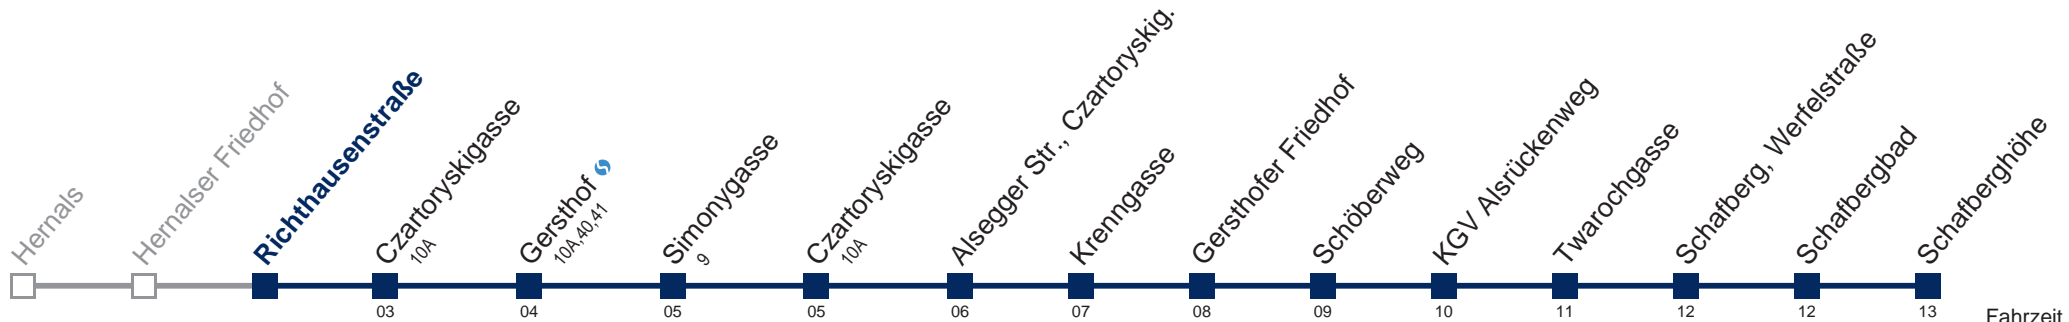 Hernals
Hernalser Friedhof
Richthausenstraße
Czartoryskigasse
10A
Gersthof
10A,40,41
Simonygasse
9
Czartoryskigasse
10A
Alsegger Str., Czartoryskig.
Krenngasse
Gersthofer Friedhof
Schöberweg
KGV Alsrückenweg
Twarochgasse
Schafberg, Werfelstraße
Schafbergbad
Schafberghöhe
03 04 05 05 06 07 08 09 10 11 12 12 13 Fahrzeit